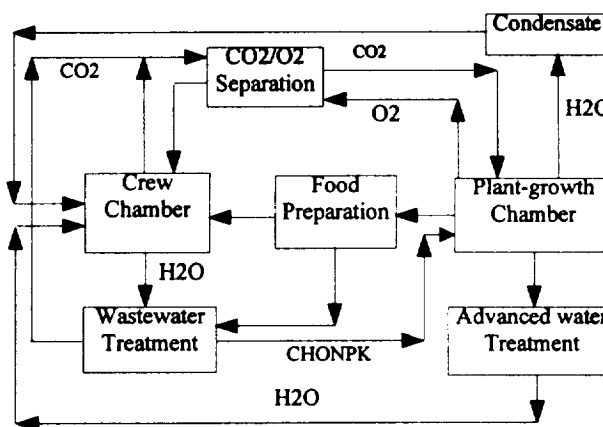 Condensate
CO2/O2
Separation
CO2
CO2
O2
H2O
Crew
Chamber
Food
Preparation
Plant-growth
Chamber
H2O
Wastewater
Treatment
CHONPK
Advanced water
Treatment
H2O